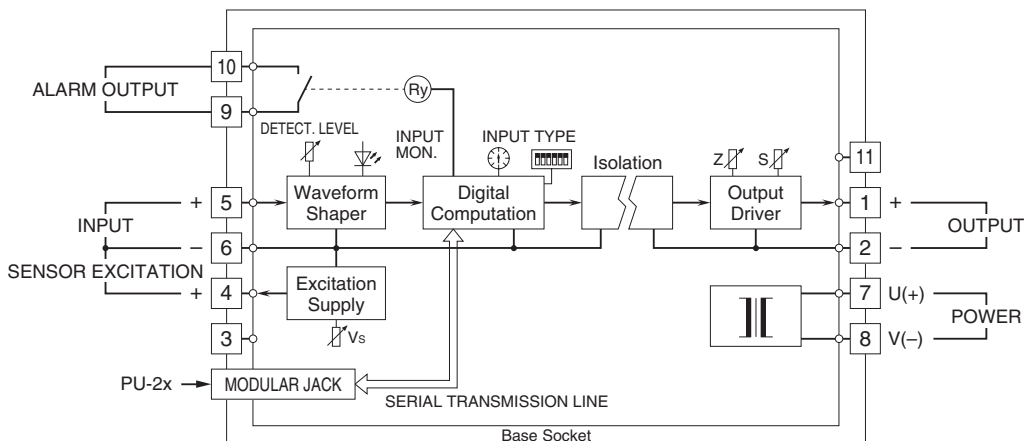 10
ALARM OUTPUT
9
Ry
DETECT. LEVEL
INPUT
MON.
INPUT TYPE
Isolation
Z
S
11
Waveform
Shaper
Digital
Computation
Output
Driver
+
5
1
+
INPUT
OUTPUT
–
6
2
–
SENSOR EXCITATION
+
4
Excitation
Supply
7
U(+)
POWER
3
Vs
8
V(–)
PU-2x
MODULAR JACK
SERIAL TRANSMISSION LINE
Base Socket